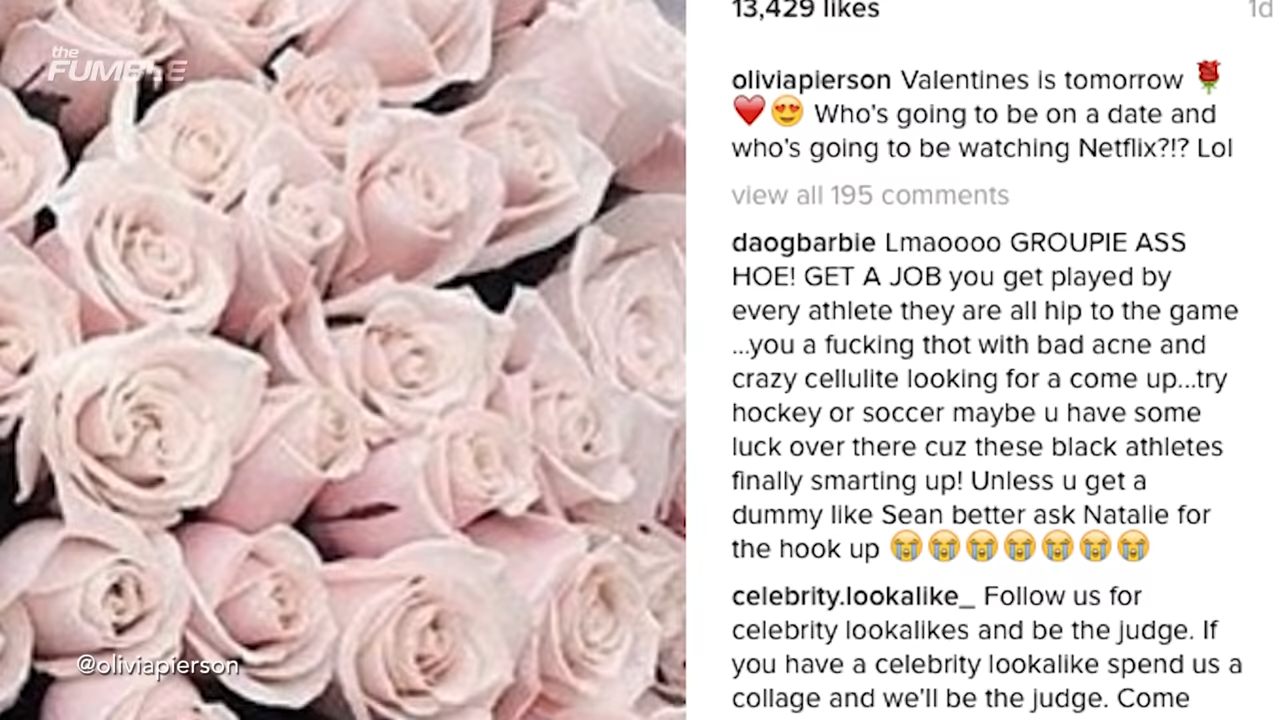 the
FUMBLE
@oliviapierson
13,429 likes
1d
oliviapierson Valentines is tomorrow 🌹
❤️😍 Who's going to be on a date and
who's going to be watching Netflix?!? Lol
view all 195 comments
daogbarbie Lmaoooo GROUPIE ASS
HOE! GET A JOB you get played by
every athlete they are all hip to the game
...you a fucking thot with bad acne and
crazy cellulite looking for a come up...try
hockey or soccer maybe u have some
luck over there cuz these black athletes
finally smarting up! Unless u get a
dummy like Sean better ask Natalie for
the hook up 😭😭😭😭😭😭😭
celebrity.lookalike_ Follow us for
celebrity lookalikes and be the judge. If
you have a celebrity lookalike spend us a
collage and we'll be the judge. Come